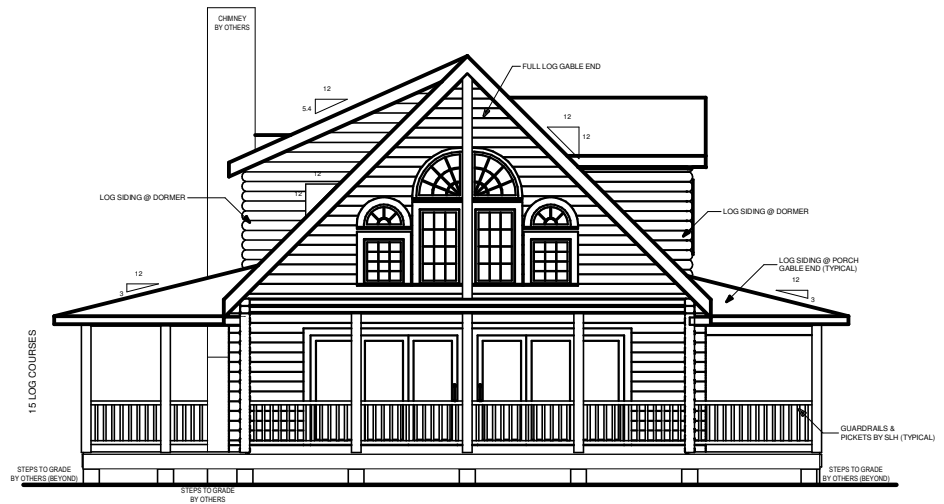 CHIMNEY
BY OTHERS
FULL LOG GABLE END
12
5.4
12
12
12
12
LOG SIDING @ DORMER
LOG SIDING @ DORMER
LOG SIDING @ PORCH
GABLE END (TYPICAL)
12
3
12
3
15 LOG COURSES
GUARDRAILS &
PICKETS BY SLH (TYPICAL)
STEPS TO GRADE
BY OTHERS (BEYOND)
STEPS TO GRADE
BY OTHERS
STEPS TO GRADE
BY OTHERS (BEYOND)